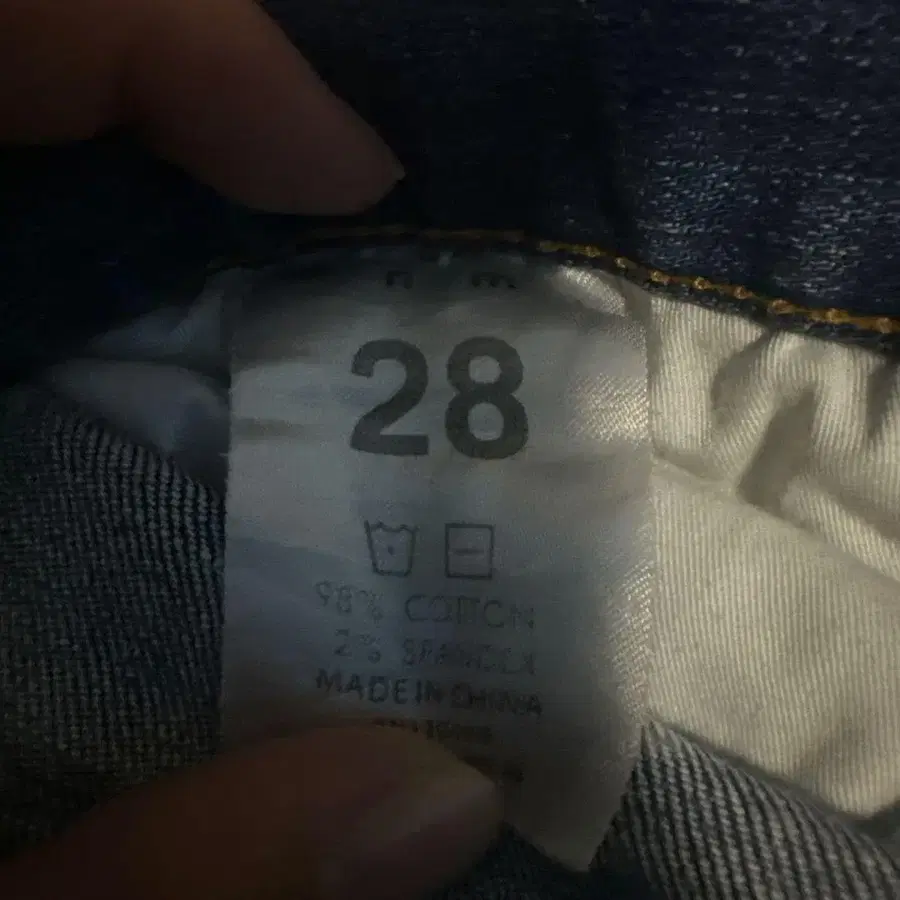 28
98% COTTON
2% SPANDEX
MADE IN CHINA